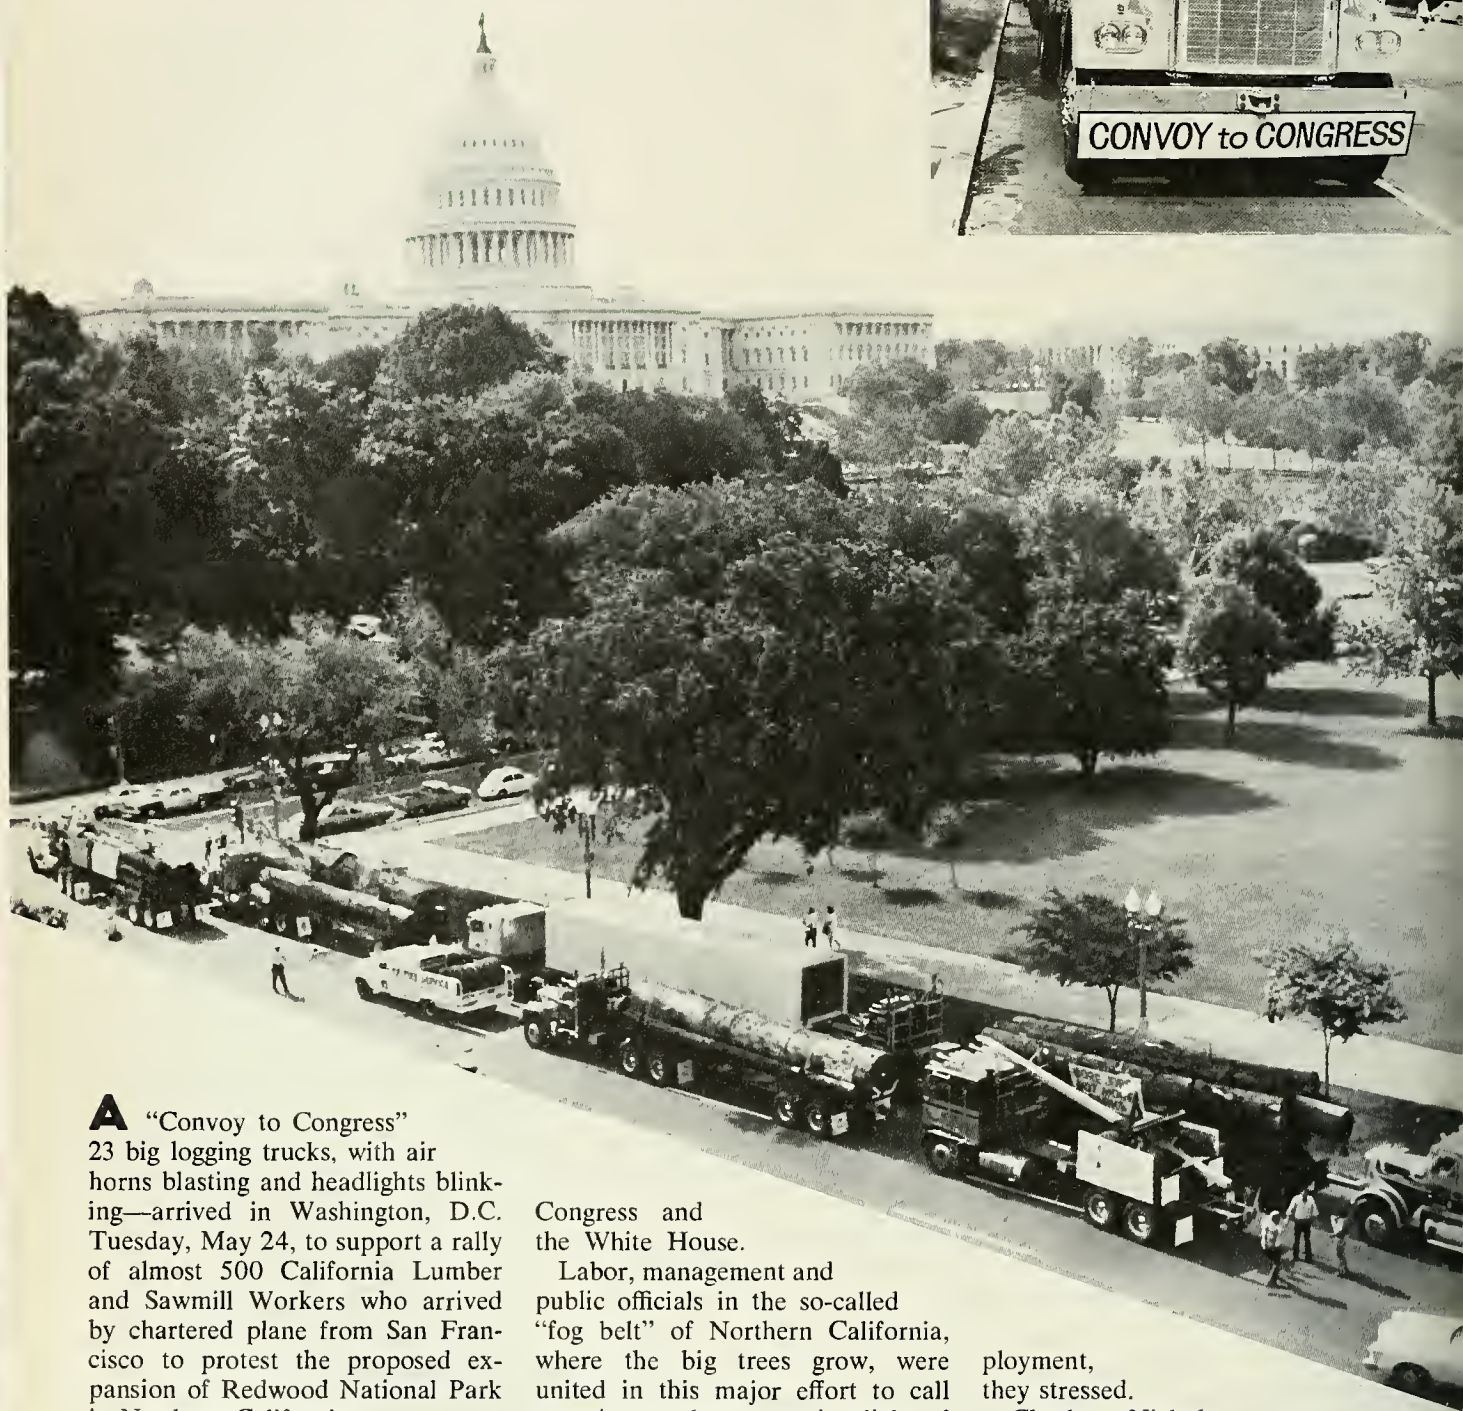 CONVOY to CONGRESS
A "Convoy to Congress"
23 big logging trucks, with air
horns blasting and headlights blink-
ing—arrived in Washington, D.C.
Tuesday, May 24, to support a rally
of almost 500 California Lumber
and Sawmill Workers who arrived
by chartered plane from San Fran-
cisco to protest the proposed ex-
pansion of Redwood National Park
Congress and
the White House.
Labor, management and
public officials in the so-called
"fog belt" of Northern California,
where the big trees grow, were
united in this major effort to call
ployment,
they stressed.